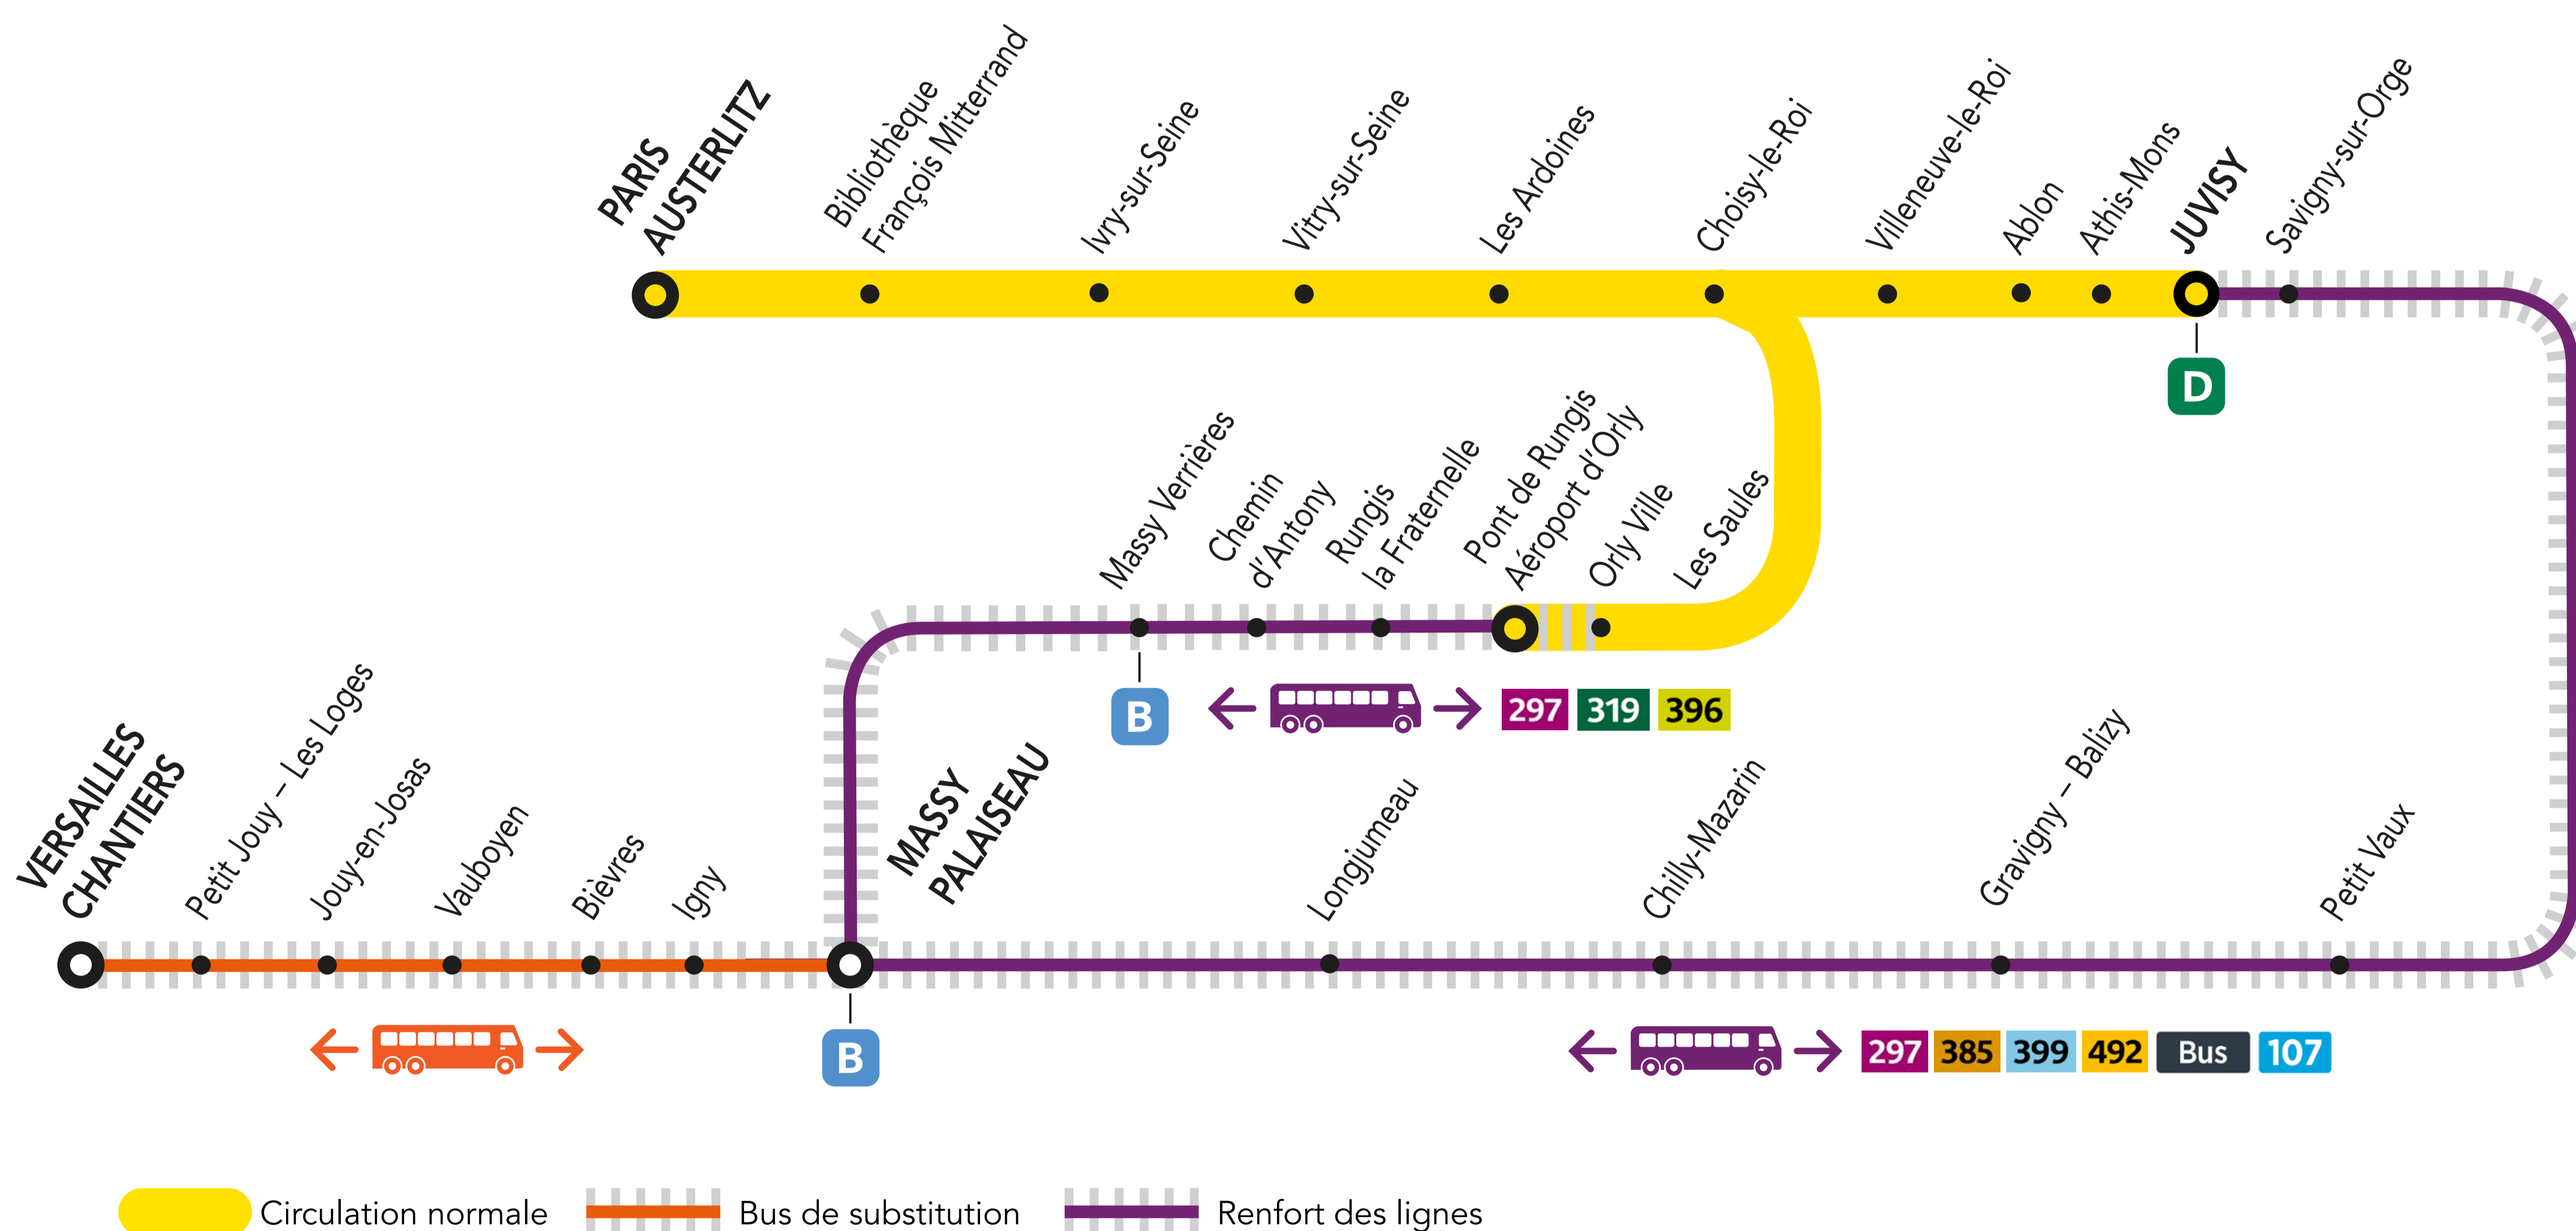 PARIS
AUSTERLITZ
Bibliothèque
François Mitterrand
Ivry-sur-Seine
Vitry-sur-Seine
Les Ardoines
Choisy-le-Roi
Villeneuve-le-Roi
Ablon
Athis-Mons
JUVISY
Savigny-sur-Orge
D
Massy Verrières
Chemin
d'Antony
Rungis
la Fraternelle
Pont de Rungis
Aéroport d'Orly
Orly Ville
Les Saules
B
297 319 396
VERSAILLES
CHANTIERS
Petit Jouy – Les Loges
Jouy-en-Josas
Vauboyen
Bièvres
Igny
MASSY
PALAISEAU
Longjumeau
Chilly-Mazarin
Gravigny – Balizy
Petit Vaux
B
297 385 399 492 Bus 107
Circulation normale
Bus de substitution
Renfort des lignes